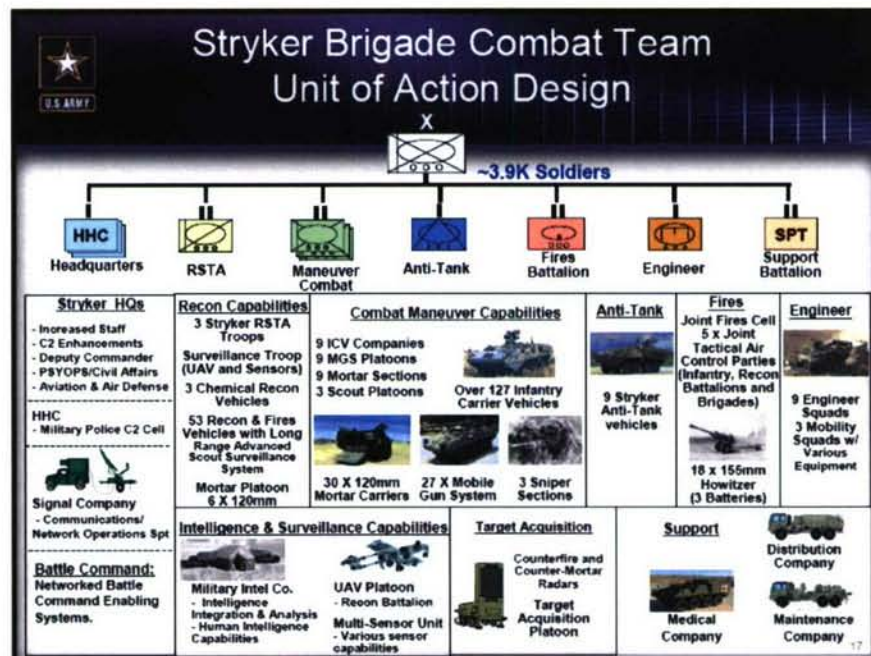 Stryker Brigade Combat Team
Unit of Action Design
U.S ARMY
X
~3.9K Soldiers
HHC
SPT
Headquarters
RSTA
Maneuver
Combat
Anti-Tank
Fires
Battalion
Engineer
Support
Battalion
Stryker HQs
- Increased Staff
- C2 Enhancements
- Deputy Commander
- PSYOPS/Civil Affairs
- Aviation & Air Defense
HHC
- Military Police C2 Cell
Signal Company
- Communications/
Network Operations Spt
Battle Command:
Networked Battle
Command Enabling
Systems.
Recon Capabilities
3 Stryker RSTA
Troops
Surveillance Troop
(UAV and Sensors)
3 Chemical Recon
Vehicles
53 Recon & Fires
Vehicles with Long
Range Advanced
Scout Surveillance
System
Mortar Platoon
6 X 120mm
Combat Maneuver Capabilities
9 ICV Companies
9 MGS Platoons
9 Mortar Sections
3 Scout Platoons
Over 127 Infantry
Carrier Vehicles
30 X 120mm
Mortar Carriers
27 X Mobile
Gun System
3 Sniper
Sections
Anti-Tank
9 Stryker
Anti-Tank
vehicles
Fires
Joint Fires Cell
5 x Joint
Tactical Air
Control Parties
(Infantry, Recon
Battalions and
Brigades)
18 x 155mm
Howitzer
(3 Batteries)
Engineer
9 Engineer
Squads
3 Mobility
Squads w/
Various
Equipment
Intelligence & Surveillance Capabilities
Military Intel Co.
- Intelligence
Integration & Analysis
- Human Intelligence
Capabilities
UAV Platoon
- Recon Battalion
Multi-Sensor Unit
- Various sensor
capabilities
Target Acquisition
Counterfire and
Counter-Mortar
Radars
Target
Acquisition
Platoon
Support
Medical
Company
Distribution
Company
Maintenance
Company
17